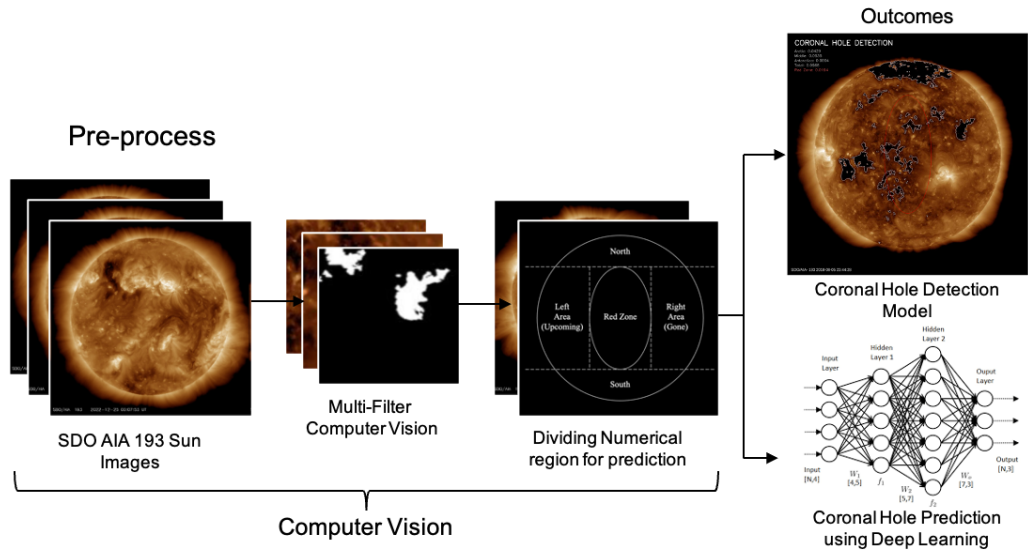 Pre-process
SDO AIA 193 Sun
Images
Multi-Filter
Computer Vision
North
Left
Area
(Upcoming)
Red Zone
Right
Area
(Gone)
South
Dividing Numerical
region for prediction
Computer Vision
Outcomes
CORONAL HOLE DETECTION
Coronal Hole Detection
Model
Input
Layer
Hidden
Layer 1
Hidden
Layer 2
Ouput
Layer
Input
[N,4]
W1
[4,5]
f1
W2
[5,7]
f2
Wo
[7,3]
Output
[N,3]
Coronal Hole Prediction
using Deep Learning